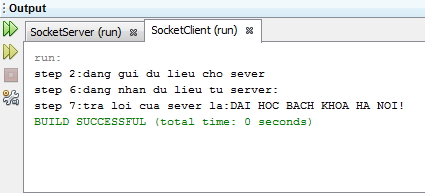 Output
SocketServer (run)
SocketClient (run)
run:
step 2:dang gui du lieu cho sever
step 6:dang nhan du lieu tu server:
step 7:tra loi cua sever la:DAI HOC BACH KHOA HA NOI!
BUILD SUCCESSFUL (total time: 0 seconds)